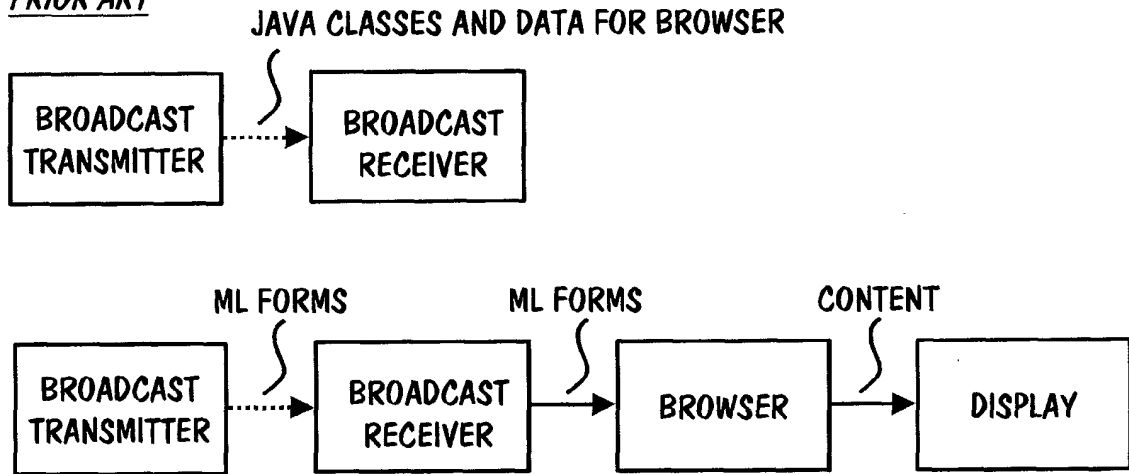 PRIOR ART
JAVA CLASSES AND DATA FOR BROWSER
BROADCAST
TRANSMITTER
BROADCAST
RECEIVER
ML FORMS
ML FORMS
CONTENT
BROADCAST
TRANSMITTER
BROADCAST
RECEIVER
BROWSER
DISPLAY